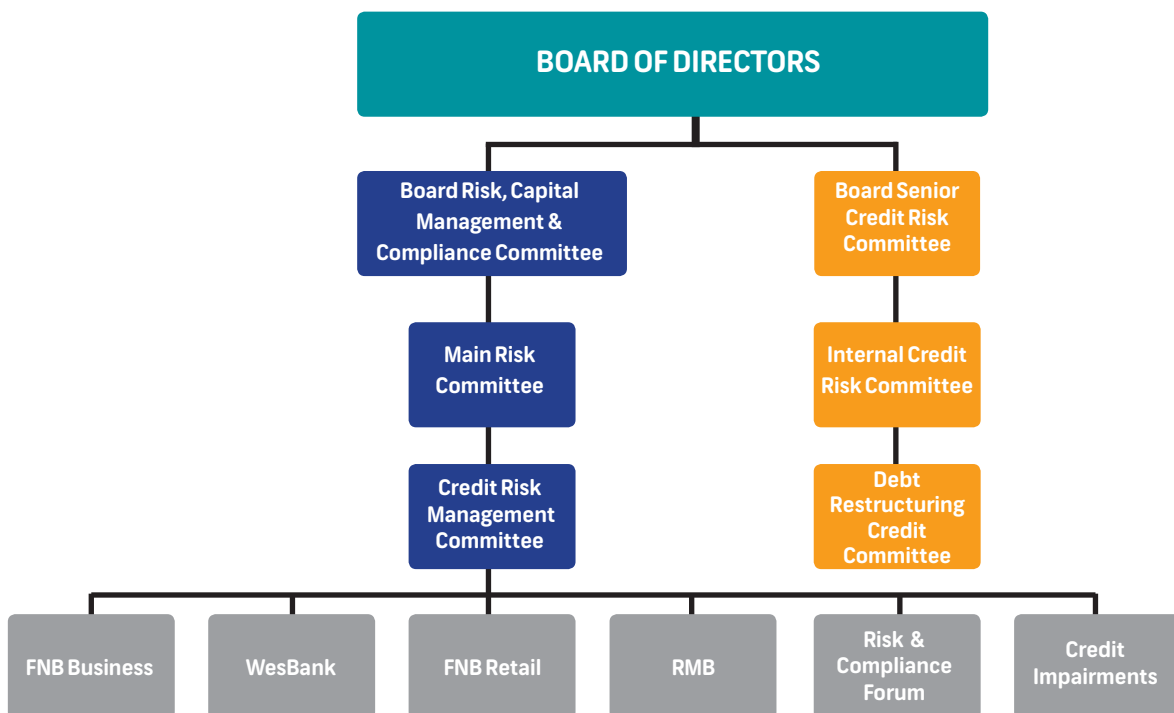 BOARD OF DIRECTORS
Board Risk, Capital
Management &
Compliance Committee
Board Senior
Credit Risk
Committee
Main Risk
Committee
Internal Credit
Risk Committee
Credit Risk
Management
Committee
Debt
Restructuring
Credit
Committee
FNB Business
WesBank
FNB Retail
RMB
Risk &
Compliance
Forum
Credit
Impairments